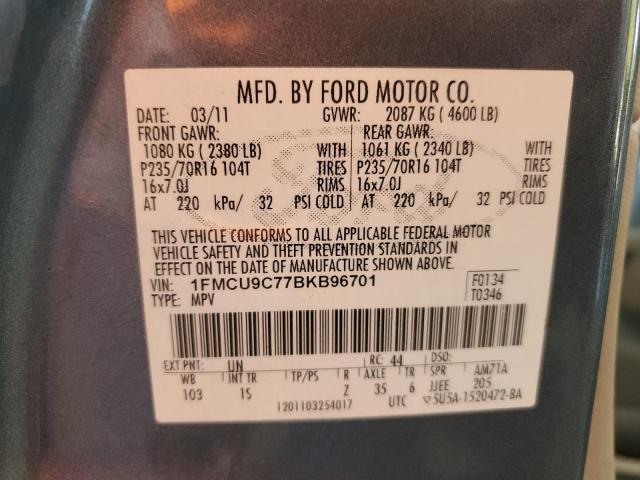 MFD. BY FORD MOTOR CO.
DATE: 03/11 GVWR: 2087 KG ( 4600 LB)
FRONT GAWR: REAR GAWR:
1080 KG ( 2380 LB) WITH 1061 KG ( 2340 LB) WITH
P235/70R16 104T TIRES P235/70R16 104T TIRES
16x7.0J RIMS 16x7.0J RIMS
AT 220 kPa/ 32 PSI COLD AT 220 kPa/ 32 PSI COLD
Ford
THIS VEHICLE CONFORMS TO ALL APPLICABLE FEDERAL MOTOR
VEHICLE SAFETY AND THEFT PREVENTION STANDARDS IN
EFFECT ON THE DATE OF MANUFACTURE SHOWN ABOVE.
VIN: 1FMCU9C77BKB96701 F0134
TYPE: MPV T0346
EXT PNT: UN RC: 44 DSO:
WB INT TR TP/PS R AXLE TR SPR AM71A
103 IS Z 35 6 JJEE 205
1201103254017 UTC ▽5U5A-1520472-BA